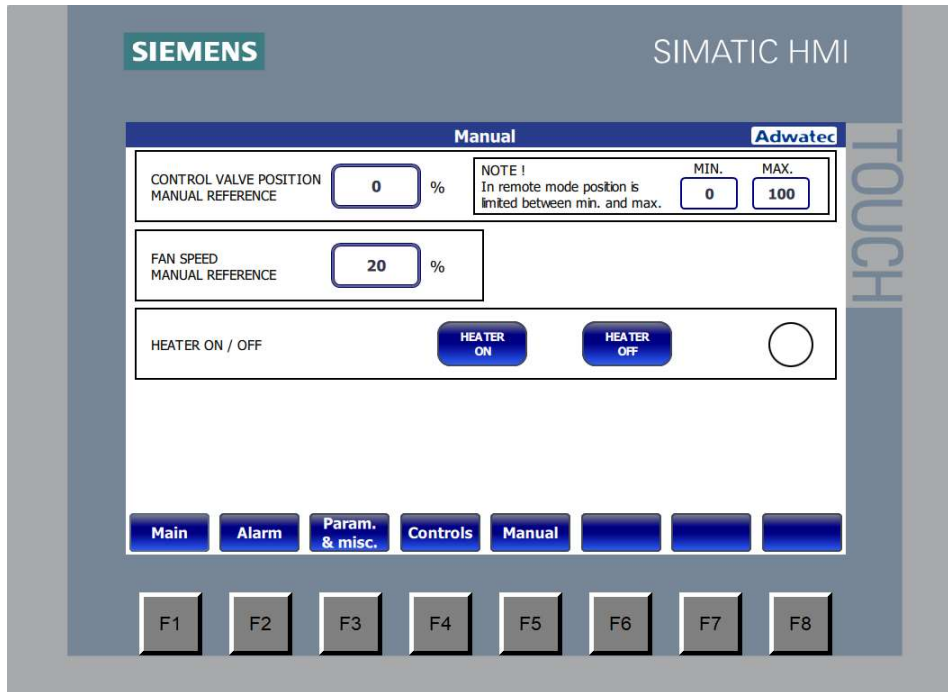 SIEMENS
SIMATIC HMI
Manual
Adwatec
TOUCH
CONTROL VALVE POSITION
MANUAL REFERENCE
0
%
NOTE !
In remote mode position is
limited between min. and max.
MIN.
MAX.
0
100
FAN SPEED
MANUAL REFERENCE
20
%
HEATER ON / OFF
HEATER
ON
HEATER
OFF
Main
Alarm
Param.
& misc.
Controls
Manual
F1
F2
F3
F4
F5
F6
F7
F8